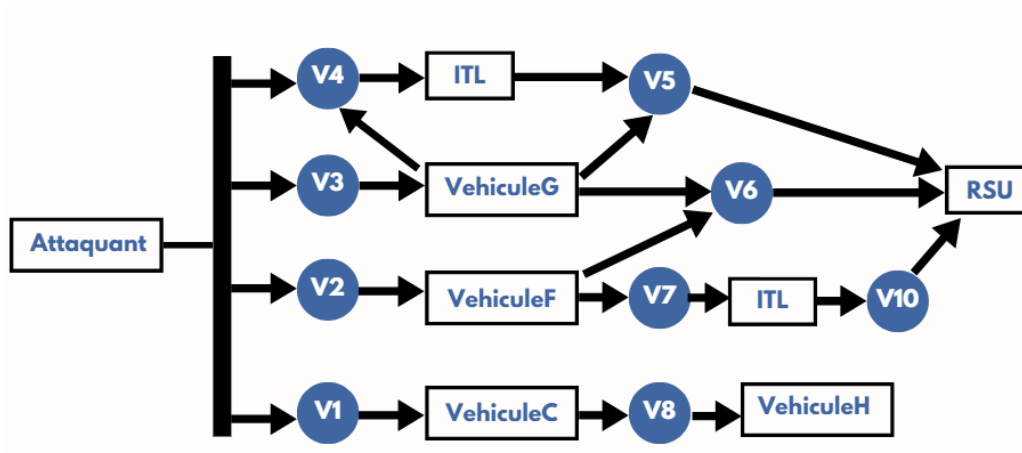 V4
ITL
V5
V3
VehiculeG
V6
RSU
Attaquant
V2
VehiculeF
V7
ITL
V10
V1
VehiculeC
V8
VehiculeH